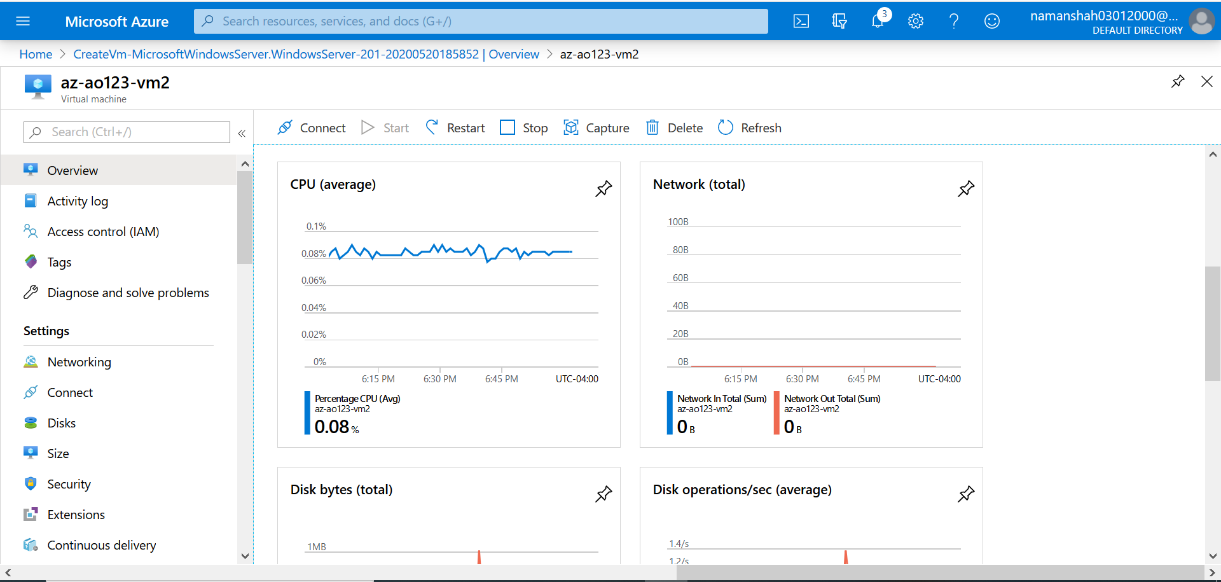 Microsoft Azure
Search resources, services, and docs (G+/)
3
namanshah03012000@...
DEFAULT DIRECTORY
Home > CreateVm-MicrosoftWindowsServer.WindowsServer-201-20200520185852 | Overview > az-ao123-vm2
az-ao123-vm2
Virtual machine
Search (Ctrl+/)
«
Connect Start Restart Stop Capture Delete Refresh
Overview
Activity log
Access control (IAM)
Tags
Diagnose and solve problems
Settings
Networking
Connect
Disks
Size
Security
Extensions
Continuous delivery
CPU (average)
0.1%
0.08%
0.06%
0.04%
0.02%
0%
6:15 PM 6:30 PM 6:45 PM UTC-04:00
Percentage CPU (Avg)
az-ao123-vm2
0.08 %
Network (total)
100B
80B
60B
40B
20B
0B
6:15 PM 6:30 PM 6:45 PM UTC-04:00
Network In Total (Sum)
az-ao123-vm2
0 B
Network Out Total (Sum)
az-ao123-vm2
0 B
Disk bytes (total)
1MB
Disk operations/sec (average)
1.4/s
1.2/s